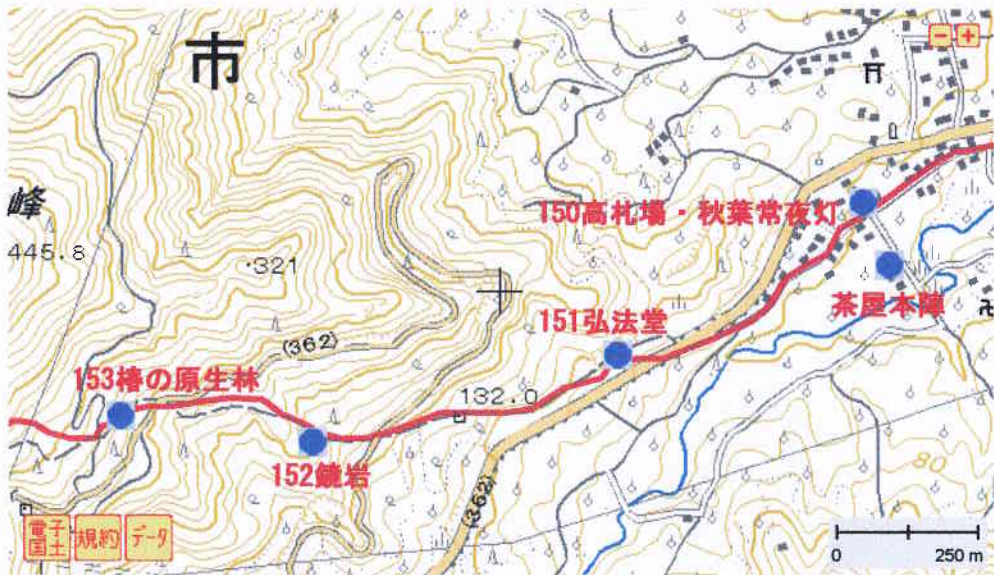 市
峰
445.8
・321
150高札場・秋葉常夜灯
茶屋本陣
151弘法堂
(362)
153椿の原生林
132.0
152鏡岩
(362)
80
電子国土
規約
データ
0
250 m